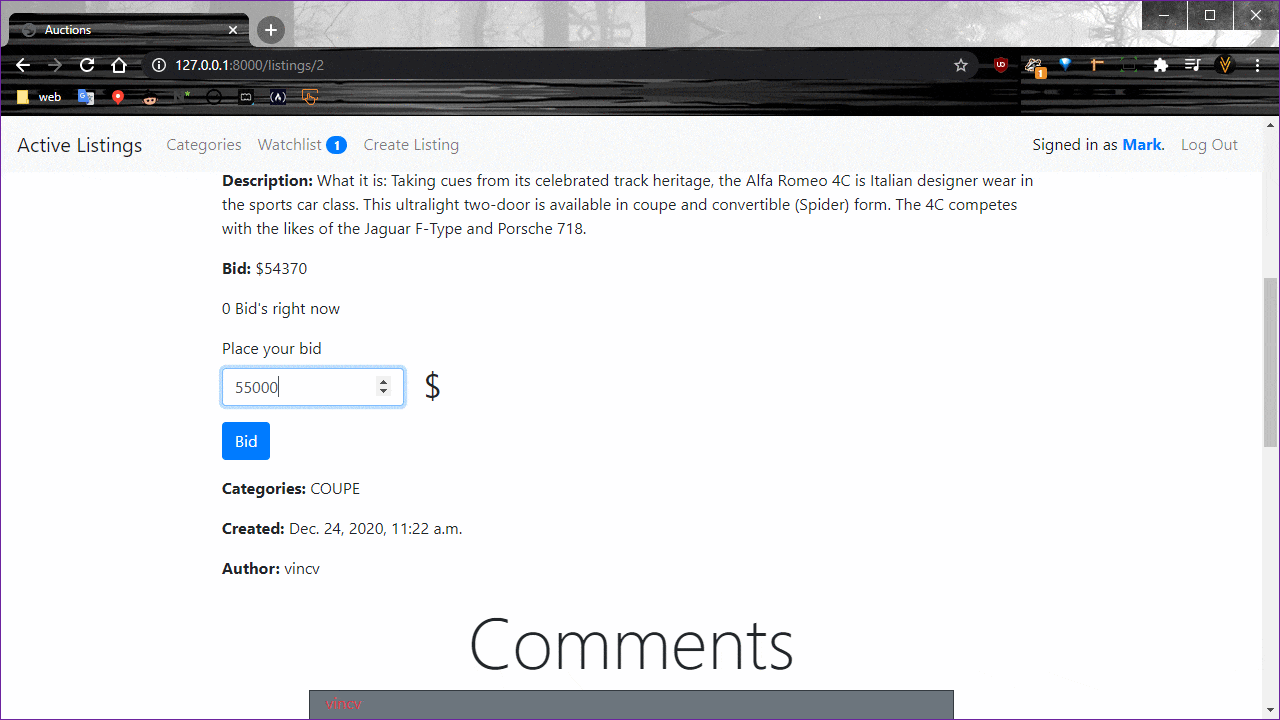 Auctions
127.0.0.1:8000/listings/2
1
web
Active Listings Categories Watchlist 1 Create Listing Signed in as Mark. Log Out
Description: What it is: Taking cues from its celebrated track heritage, the Alfa Romeo 4C is Italian designer wear in
the sports car class. This ultralight two-door is available in coupe and convertible (Spider) form. The 4C competes
with the likes of the Jaguar F-Type and Porsche 718.
Bid: $54370
0 Bid's right now
Place your bid
55000 $
Bid
Categories: COUPE
Created: Dec. 24, 2020, 11:22 a.m.
Author: vincv
Comments
vincv